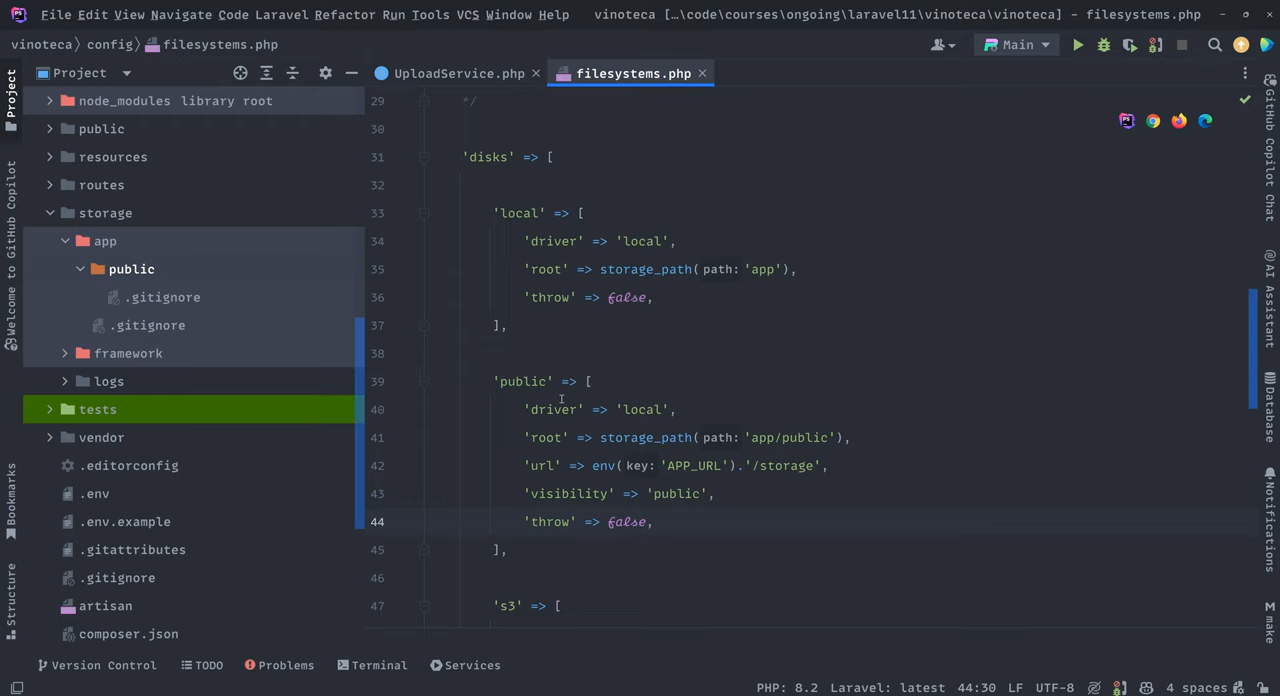 File Edit View Navigate Code Laravel Refactor Run Tools VCS Window Help vinoteca […\code\courses\ongoing\laravel11\vinoteca\vinoteca] – filesystems.php
vinoteca config filesystems.php Main
Project
UploadService.php
filesystems.php
node_modules library root
public
resources
routes
storage
app
public
.gitignore
.gitignore
framework
logs
tests
vendor
.editorconfig
.env
.env.example
.gitattributes
.gitignore
artisan
composer.json
29 */
30
31 'disks' => [
32
33 'local' => [
34 'driver' => 'local',
35 'root' => storage_path( path: 'app'),
36 'throw' => false,
37 ],
38
39 'public' => [
40 'driver' => 'local',
41 'root' => storage_path( path: 'app/public'),
42 'url' => env( key: 'APP_URL').'/storage',
43 'visibility' => 'public',
44 'throw' => false,
45 ],
46
47 's3' => [
Project
Welcome to GitHub Copilot
Bookmarks
Structure
GitHub Copilot Chat
AI Assistant
Database
Notifications
M make
Version Control TODO Problems Terminal Services
PHP: 8.2 Laravel: latest 44:30 LF UTF-8 4 spaces